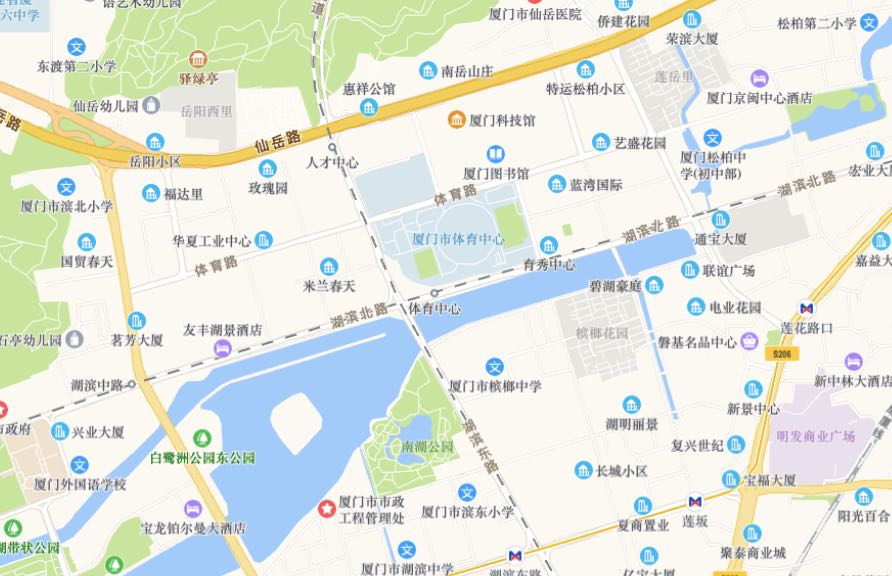 语艺术幼儿园
六中学
道
厦门市仙岳医院
侨建花园
荣滨大厦
松柏第二小学
东渡第二小学
驿绿亭
南岳山庄
惠祥公馆
特运松柏小区
莲岳里
厦门京闽中心酒店
仙岳幼儿园
岳阳西里
岳路
仙岳路
厦门科技馆
岳阳小区
人才中心
厦门图书馆
艺盛花园
厦门松柏中
学(初中部)
宏业大厦
玫瑰园
福达里
蓝湾国际
厦门市滨北小学
体育路
湖滨北路
华夏工业中心
厦门市体育中心
湖滨北路
通宝大厦
国贸春天
体育路
米兰春天
育秀中心
联谊广场
嘉益大
碧湖豪庭
体育中心
湖滨北路
电业花园
石亭幼儿园
茗芳大厦
友丰湖景酒店
槟榔花园
莲花路口
磐基名品中心
S206
湖滨中路
厦门市槟榔中学
新中林大酒店
新景中心
市政府
兴业大厦
湖明丽景
南湖公园
湖滨东路
复兴世纪
明发商业广场
白鹭洲公园东公园
厦门外国语学校
长城小区
宝福大厦
宝龙铂尔曼大酒店
厦门市市政
工程管理处
厦门市滨东小学
夏商置业
莲坂
阳光百合
湖带状公园
聚泰商业城
厦门市湖滨中学
湖滨东路
亿宝大厦